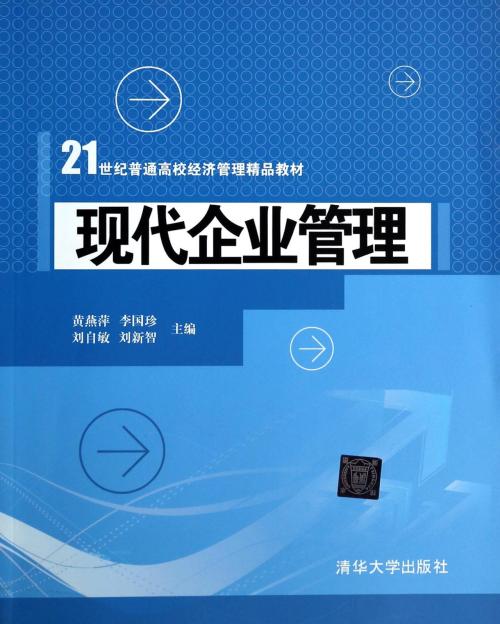 21世纪普通高校经济管理精品教材
现代企业管理
黄燕萍 李国珍
刘自敏 刘新智 主编
清华大学出版社